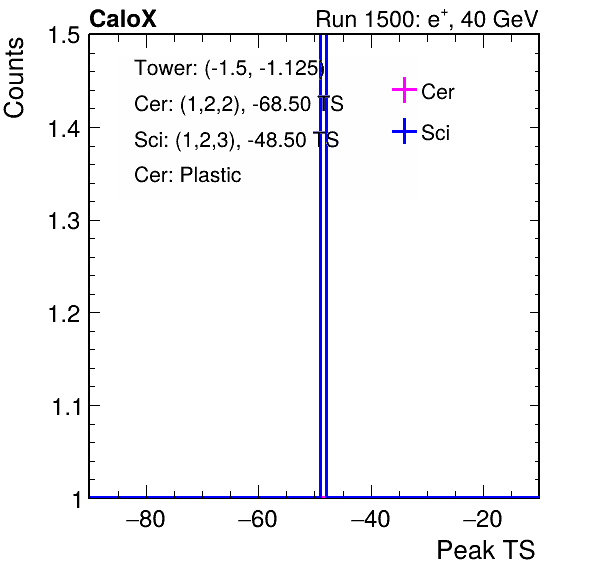 CaloX Run 1500: e⁺, 40 GeV
Counts
1.5
1.4
1.3
1.2
1.1
1
Tower: (-1.5, -1.125)
Cer: (1,2,2), -68.50 TS
Sci: (1,2,3), -48.50 TS
Cer: Plastic
Cer
Sci
−80 −60 −40 −20
Peak TS